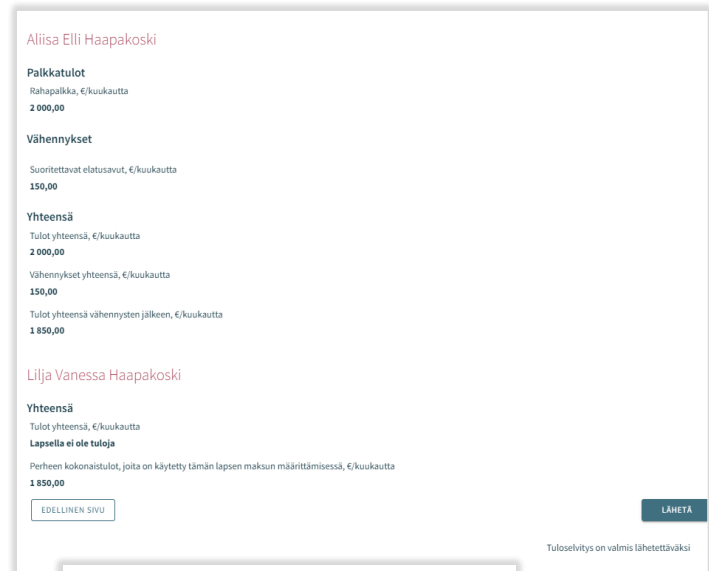 Aliisa Elli Haapakoski
Palkkatulot
Rahapalkka, €/kuukautta
2 000,00
Vähennykset
Suoritettavat elatusavut, €/kuukautta
150,00
Yhteensä
Tulot yhteensä, €/kuukautta
2 000,00
Vähennykset yhteensä, €/kuukautta
150,00
Tulot yhteensä vähennysten jälkeen, €/kuukautta
1 850,00
Lilja Vanessa Haapakoski
Yhteensä
Tulot yhteensä, €/kuukautta
Lapsella ei ole tuloja
Perheen kokonaistulot, joita on käytetty tämän lapsen maksun määrittämisessä, €/kuukautta
1 850,00
EDELLINEN SIVU
LÄHETÄ
Tuloselvitys on valmis lähetettäväksi